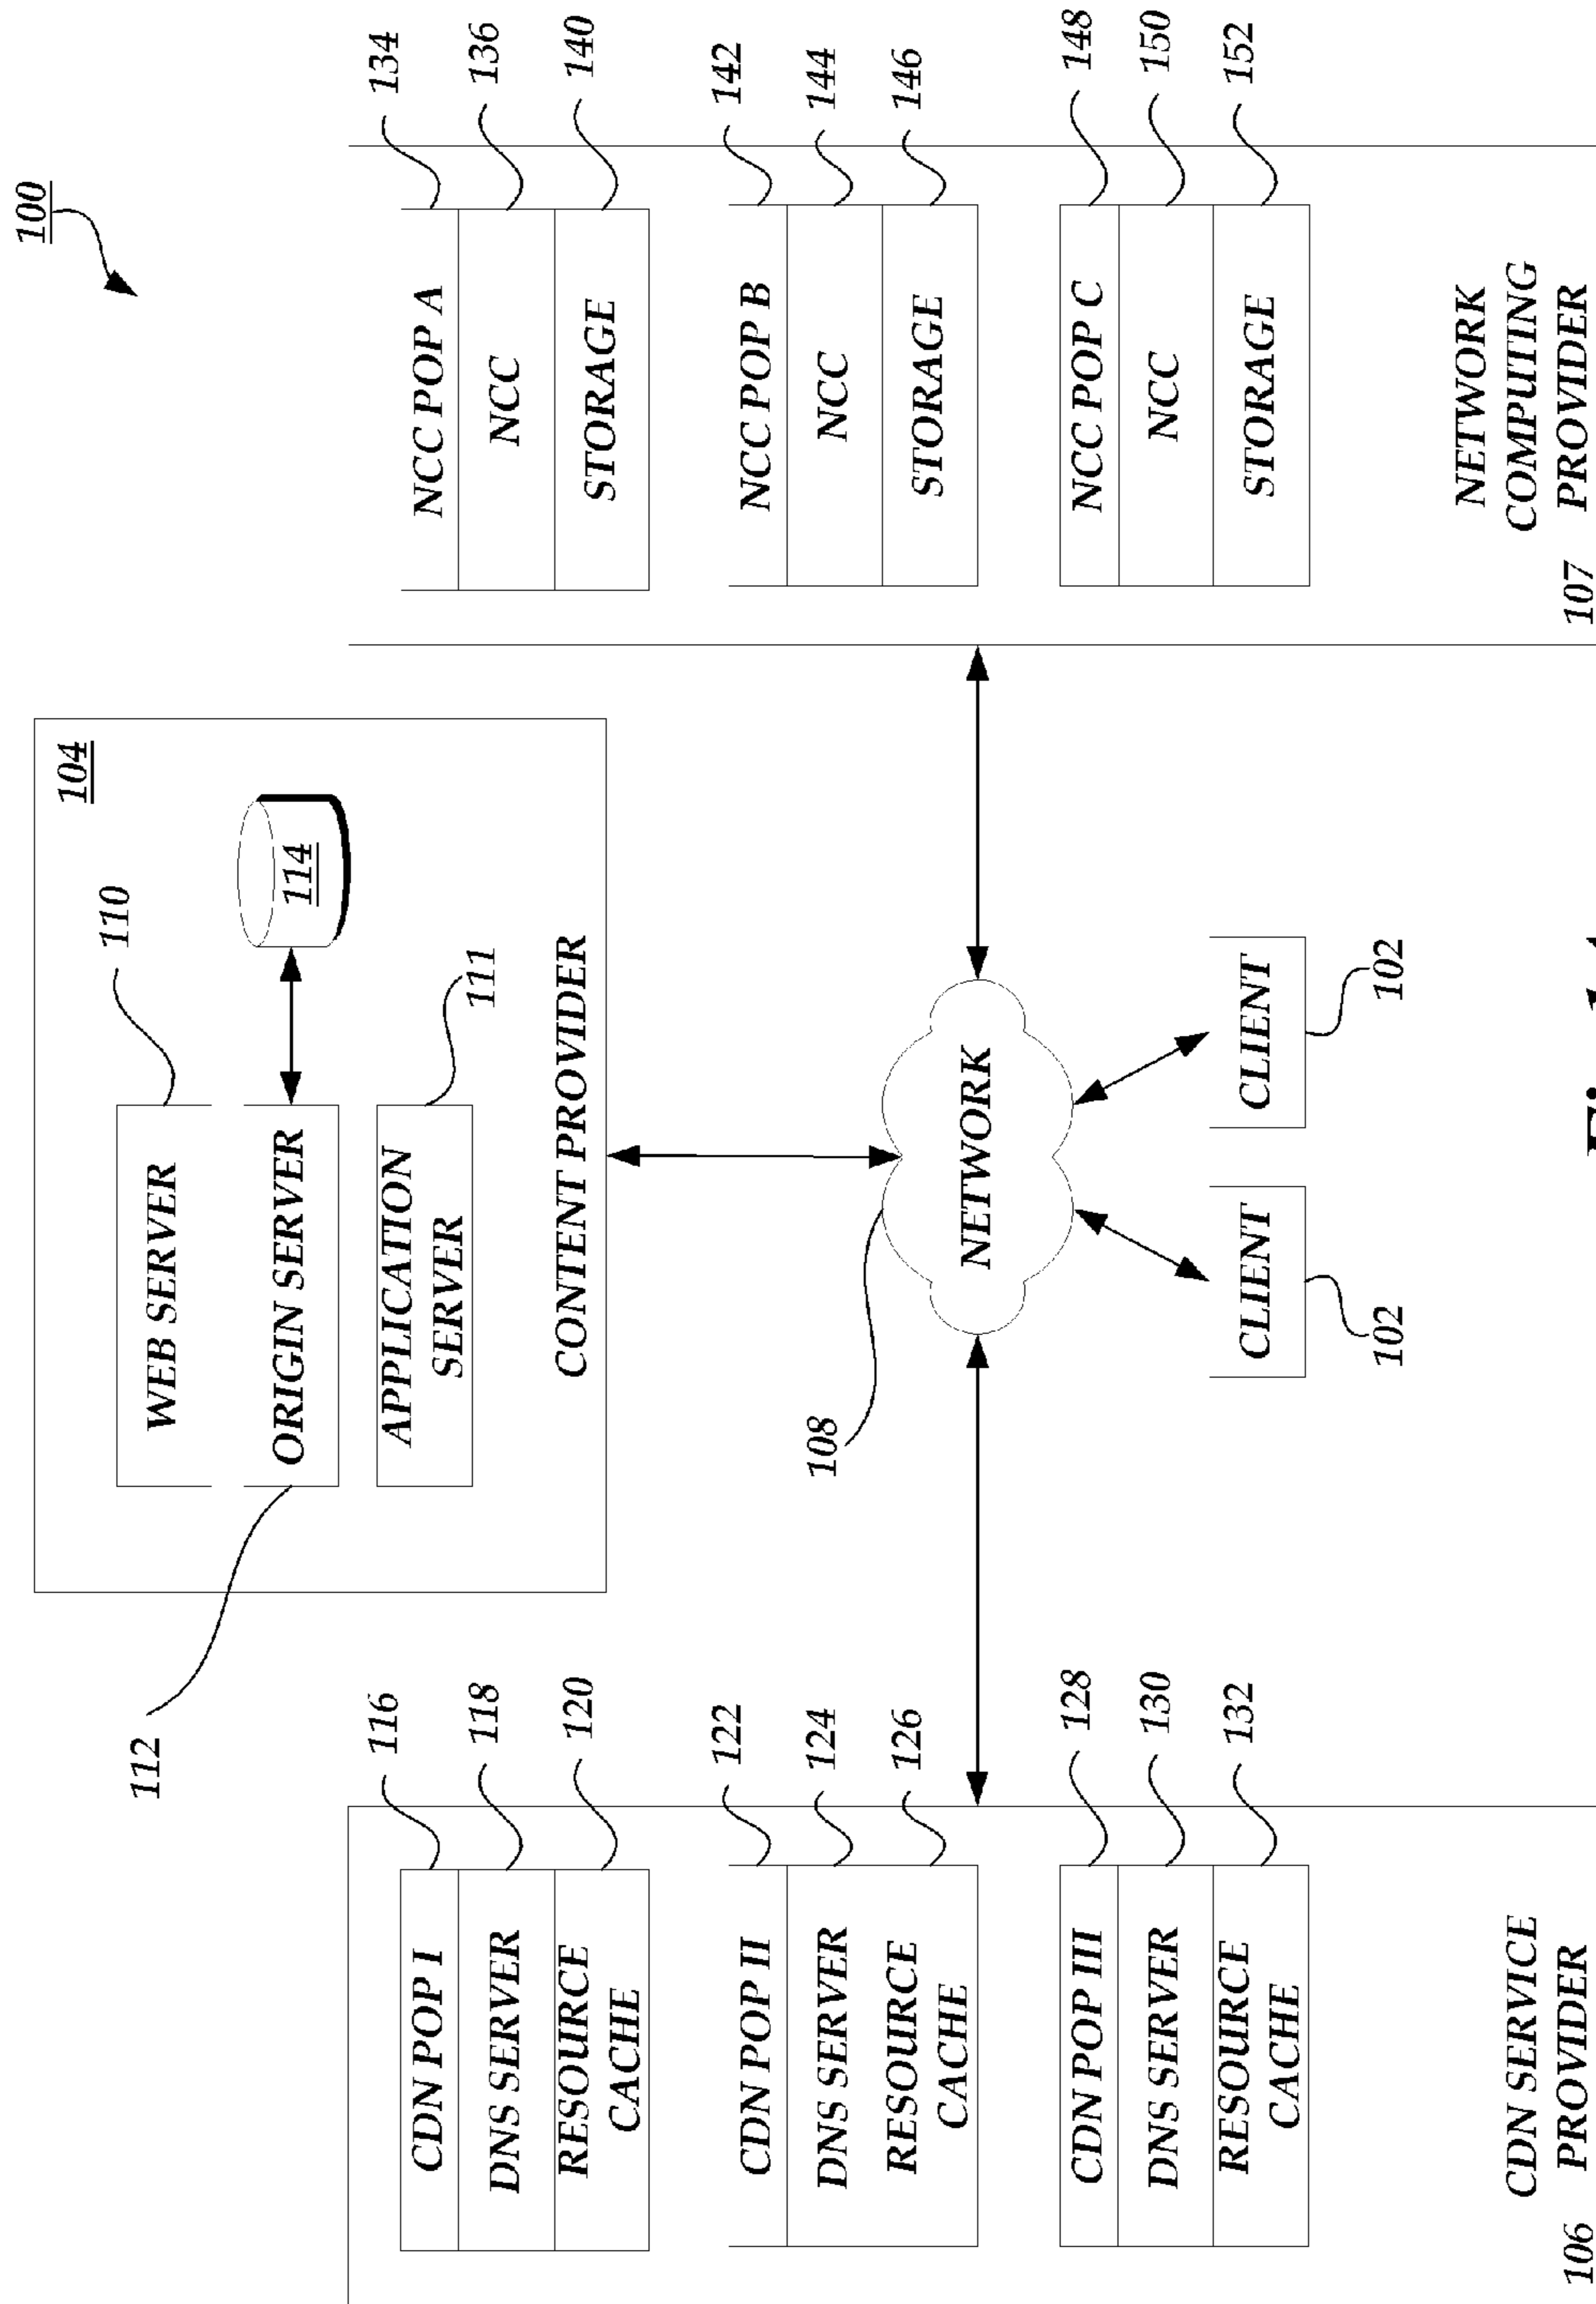 100
104
110
WEB SERVER
ORIGIN SERVER
114
112
APPLICATION
SERVER
111
CONTENT PROVIDER
CDN POP I
116
DNS SERVER
118
RESOURCE
CACHE
120
CDN POP II
122
DNS SERVER
124
RESOURCE
CACHE
126
CDN POP III
128
DNS SERVER
130
RESOURCE
CACHE
132
CDN SERVICE
106 PROVIDER
108
NETWORK
CLIENT
102
CLIENT
102
NCC POP A
134
NCC
136
STORAGE
140
NCC POP B
142
NCC
144
STORAGE
146
NCC POP C
148
NCC
150
STORAGE
152
NETWORK
COMPUTING
107 PROVIDER